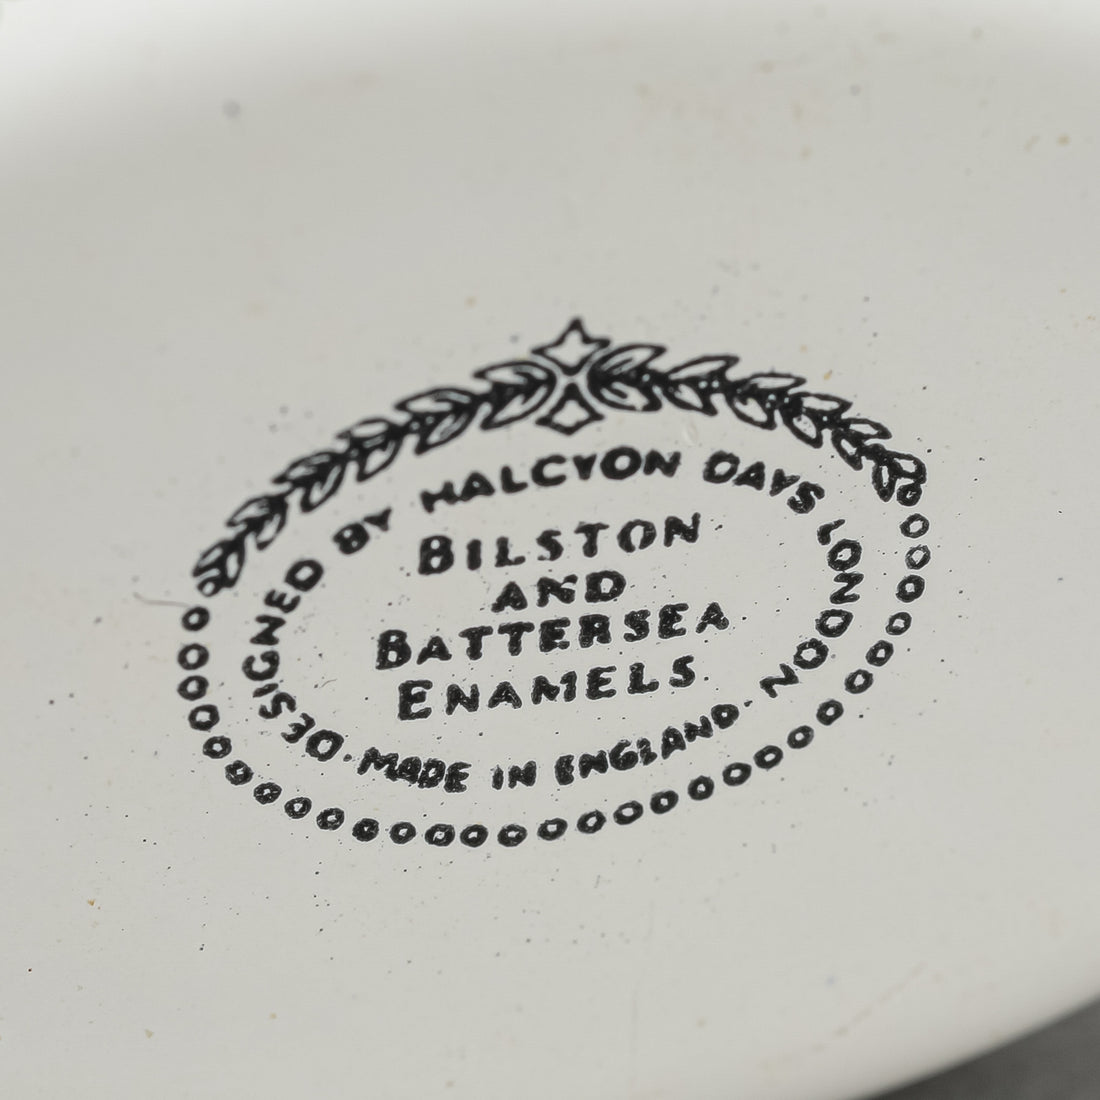 DESIGNED BY HALCYON DAYS LONDON
BILSTON
AND
BATTERSEA
ENAMELS
· MADE IN ENGLAND ·